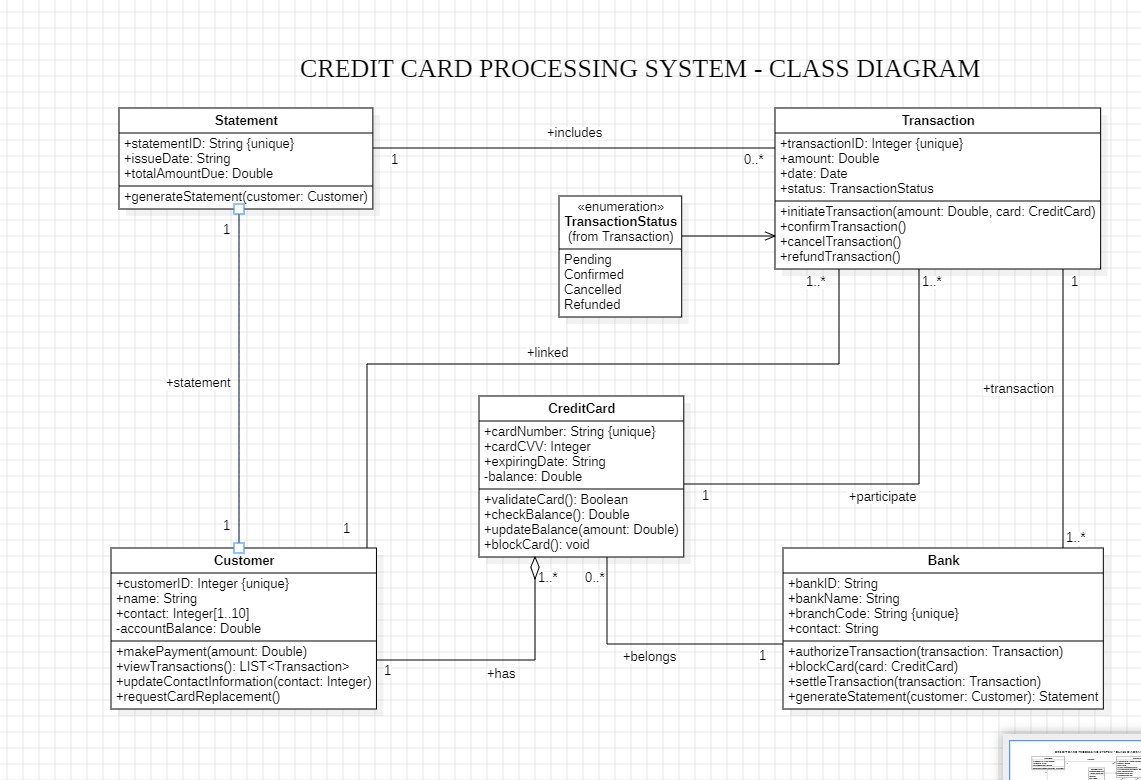 CREDIT CARD PROCESSING SYSTEM - CLASS DIAGRAM
Statement
+statementID: String {unique}
+issueDate: String
+totalAmountDue: Double
+generateStatement(customer: Customer)
+includes
1
0..*
Transaction
+transactionID: Integer {unique}
+amount: Double
+date: Date
+status: TransactionStatus
+initiateTransaction(amount: Double, card: CreditCard)
+confirmTransaction()
+cancelTransaction()
+refundTransaction()
«enumeration»
TransactionStatus
(from Transaction)
Pending
Confirmed
Cancelled
Refunded
1
+statement
1
1..*
+linked
1
1..*
+participate
1
1
+transaction
1..*
CreditCard
+cardNumber: String {unique}
+cardCVV: Integer
+expiringDate: String
-balance: Double
+validateCard(): Boolean
+checkBalance(): Double
+updateBalance(amount: Double)
+blockCard(): void
1..*
0..*
Customer
+customerID: Integer {unique}
+name: String
+contact: Integer[1..10]
-accountBalance: Double
+makePayment(amount: Double)
+viewTransactions(): LIST<Transaction>
+updateContactInformation(contact: Integer)
+requestCardReplacement()
1
+has
+belongs
1
Bank
+bankID: String
+bankName: String
+branchCode: String {unique}
+contact: String
+authorizeTransaction(transaction: Transaction)
+blockCard(card: CreditCard)
+settleTransaction(transaction: Transaction)
+generateStatement(customer: Customer): Statement